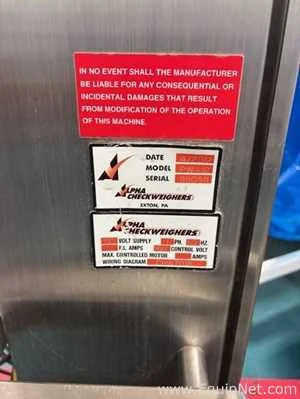 IN NO EVENT SHALL THE MANUFACTURER
BE LIABLE FOR ANY CONSEQUENTIAL OR
INCIDENTAL DAMAGES THAT RESULT
FROM MODIFICATION OF THE OPERATION
OF THIS MACHINE.
DATE
MODEL
SERIAL
ALPHA
CHECKWEIGHERS
EXTON, PA
ALPHA
CHECKWEIGHERS
VOLT SUPPLY PH. HZ.
F.L. AMPS CONTROL VOLT
MAX. CONTROLLED MOTOR AMPS
WIRING DIAGRAM
© EquipNet.com